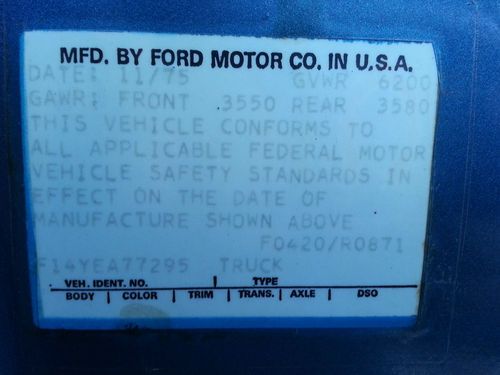 MFD. BY FORD MOTOR CO. IN U.S.A.
DATE: 11/75 GVWR 6200
GAWR: FRONT 3550 REAR 3580
THIS VEHICLE CONFORMS TO
ALL APPLICABLE FEDERAL MOTOR
VEHICLE SAFETY STANDARDS IN
EFFECT ON THE DATE OF
MANUFACTURE SHOWN ABOVE
F0420/R0871
F14YEA77295 TRUCK
VEH. IDENT. NO. TYPE
BODY | COLOR | TRIM | TRANS. | AXLE | DSO